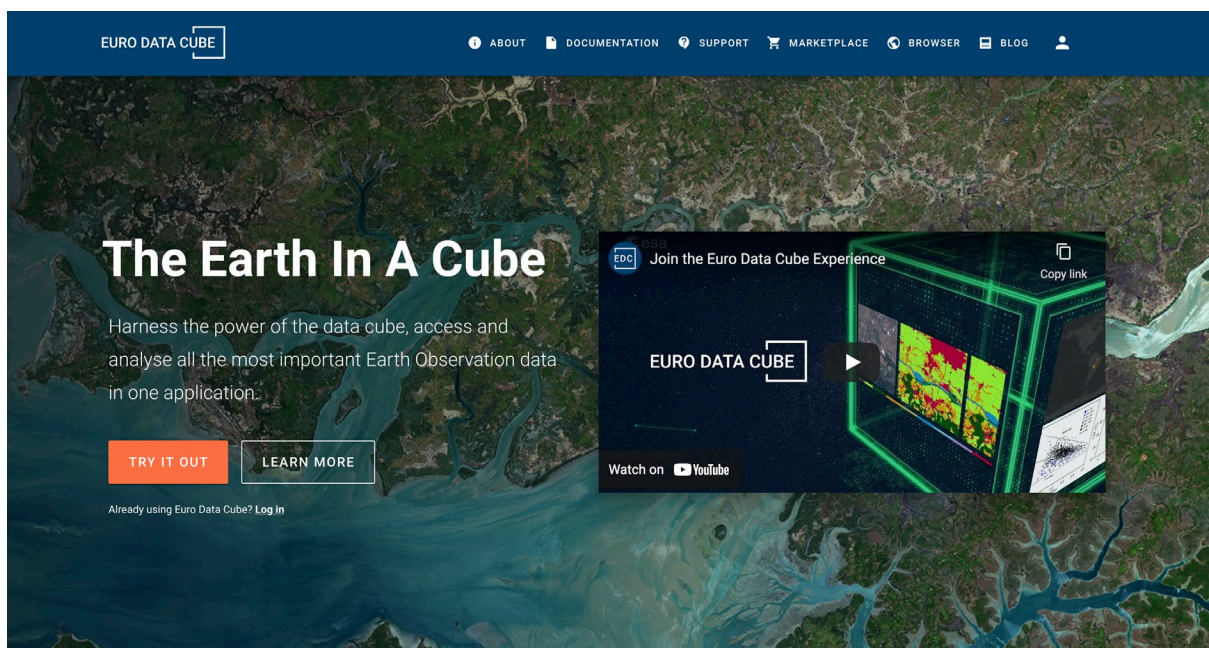 EURO DATA CUBE
ABOUT
DOCUMENTATION
SUPPORT
MARKETPLACE
BROWSER
BLOG
The Earth In A Cube
Harness the power of the data cube, access and
analyse all the most important Earth Observation data
in one application.
TRY IT OUT
LEARN MORE
Already using Euro Data Cube? Log in
esa
EDC
Join the Euro Data Cube Experience
Copy link
EURO DATA CUBE
Watch on YouTube